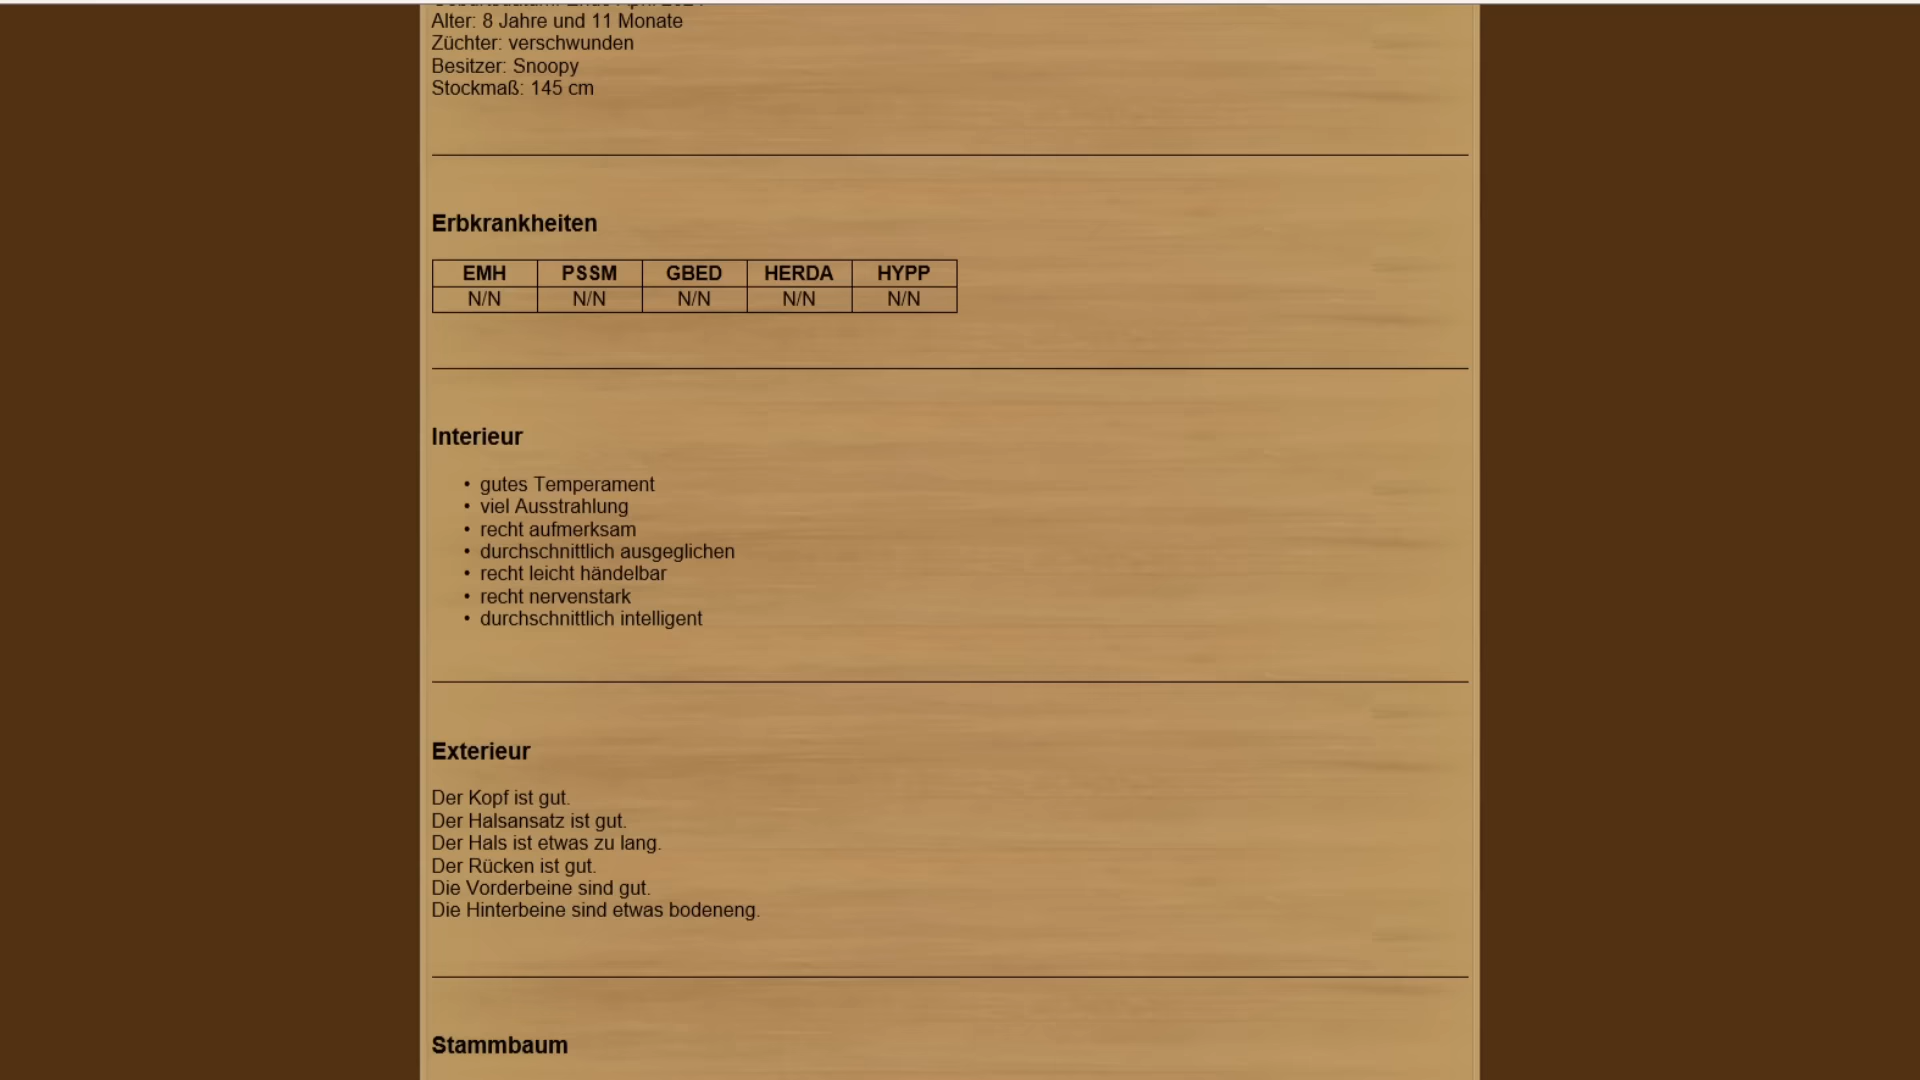 Alter: 8 Jahre und 11 Monate
Züchter: verschwunden
Besitzer: Snoopy
Stockmaß: 145 cm
Erbkrankheiten
EMH PSSM GBED HERDA HYPP
N/N N/N N/N N/N N/N
Interieur
• gutes Temperament
• viel Ausstrahlung
• recht aufmerksam
• durchschnittlich ausgeglichen
• recht leicht händelbar
• recht nervenstark
• durchschnittlich intelligent
Exterieur
Der Kopf ist gut.
Der Halsansatz ist gut.
Der Hals ist etwas zu lang.
Der Rücken ist gut.
Die Vorderbeine sind gut.
Die Hinterbeine sind etwas bodeneng.
Stammbaum